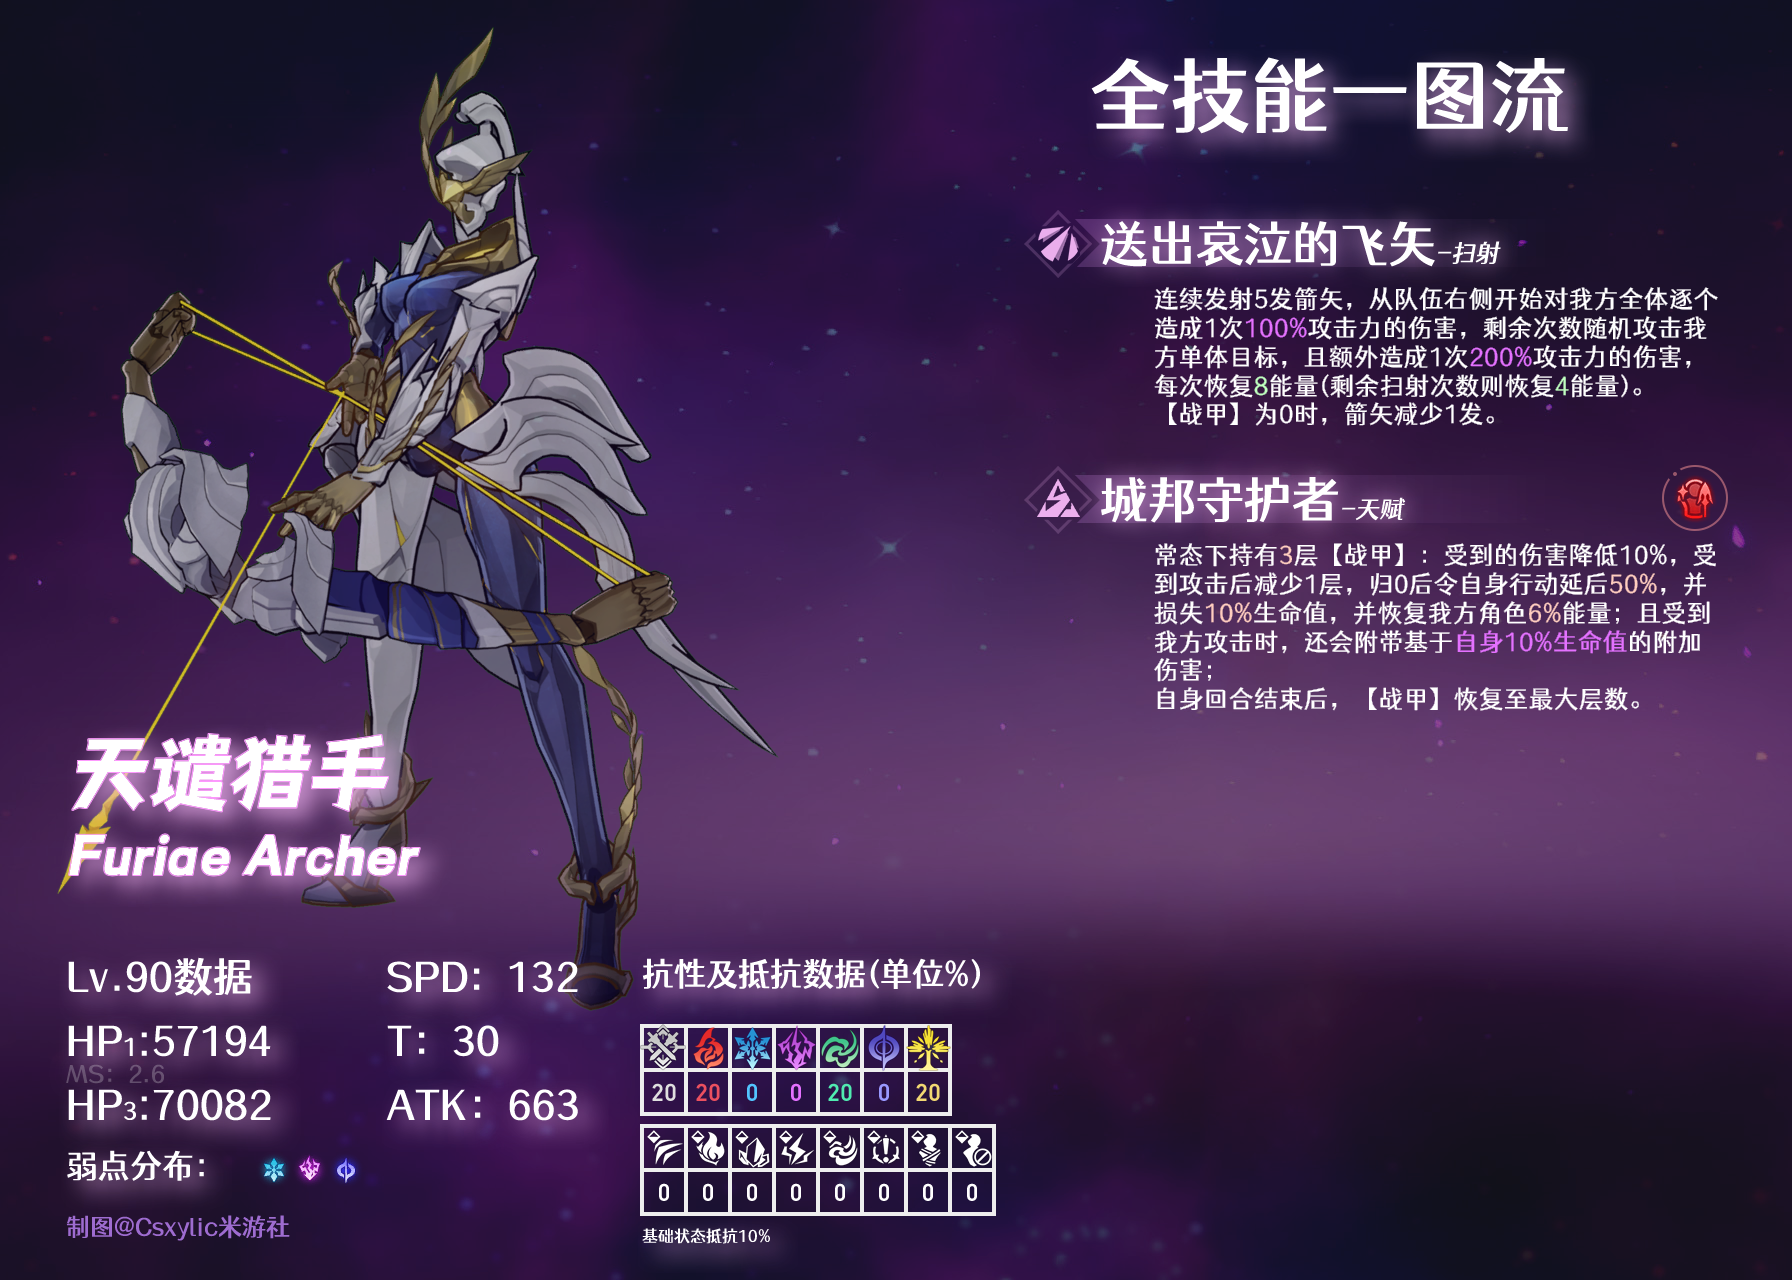 全技能一图流
送出哀泣的飞矢-扫射
连续发射5发箭矢，从队伍右侧开始对我方全体逐个
造成1次100%攻击力的伤害，剩余次数随机攻击我
方单体目标，且额外造成1次200%攻击力的伤害，
每次恢复8能量(剩余扫射次数则恢复4能量)。
【战甲】为0时，箭矢减少1发。
城邦守护者-天赋
常态下持有3层【战甲】：受到的伤害降低10%，受
到攻击后减少1层，归0后令自身行动延后50%，并
损失10%生命值，并恢复我方角色6%能量；且受到
我方攻击时，还会附带基于自身10%生命值的附加
伤害；
自身回合结束后，【战甲】恢复至最大层数。
天谴猎手
Furiae Archer
Lv.90数据
SPD：132
HP1:57194
T：30
MS：2.6
HP3:70082
ATK：663
弱点分布：
制图@Csxylic米游社
抗性及抵抗数据(单位%)
20 20 0 0 20 0 20
0 0 0 0 0 0 0 0
基础状态抵抗10%